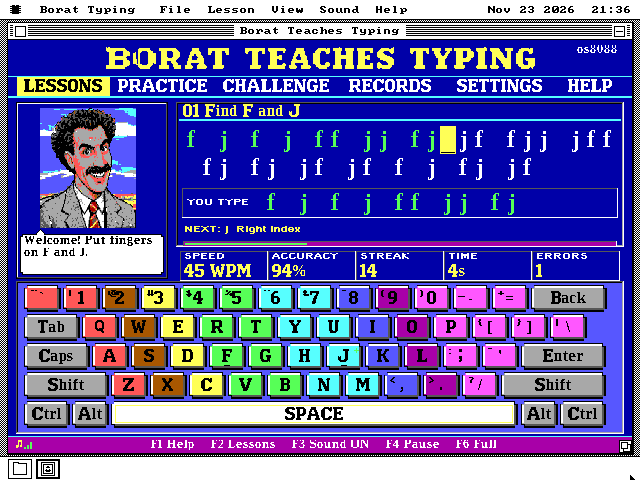 Borat Typing File Lesson View Sound Help Nov 23 2026 21:36
Borat Teaches Typing
BORAT TEACHES TYPING os8088
LESSONS PRACTICE CHALLENGE RECORDS SETTINGS HELP
01 Find F and J
f j f j ff jj fj jf fjj jff
fj fj jf jf f j fj jf
YOU TYPE f j f j ff jj fj
NEXT: j Right Index
Welcome! Put fingers
on F and J.
SPEED ACCURACY STREAK TIME ERRORS
45 WPM 94% 14 4s 1
! 1 @ 2 # 3 $ 4 % 5 6 & 7 8 ( 9 ) 0 - + = Back
Tab Q W E R T Y U I O P { [ } ] | \
Caps A S D F G H J K L : ; " ' Enter
Shift Z X C V B N M < , > . ? / Shift
Ctrl Alt SPACE Alt Ctrl
F1 Help F2 Lessons F3 Sound ON F4 Pause F6 Full